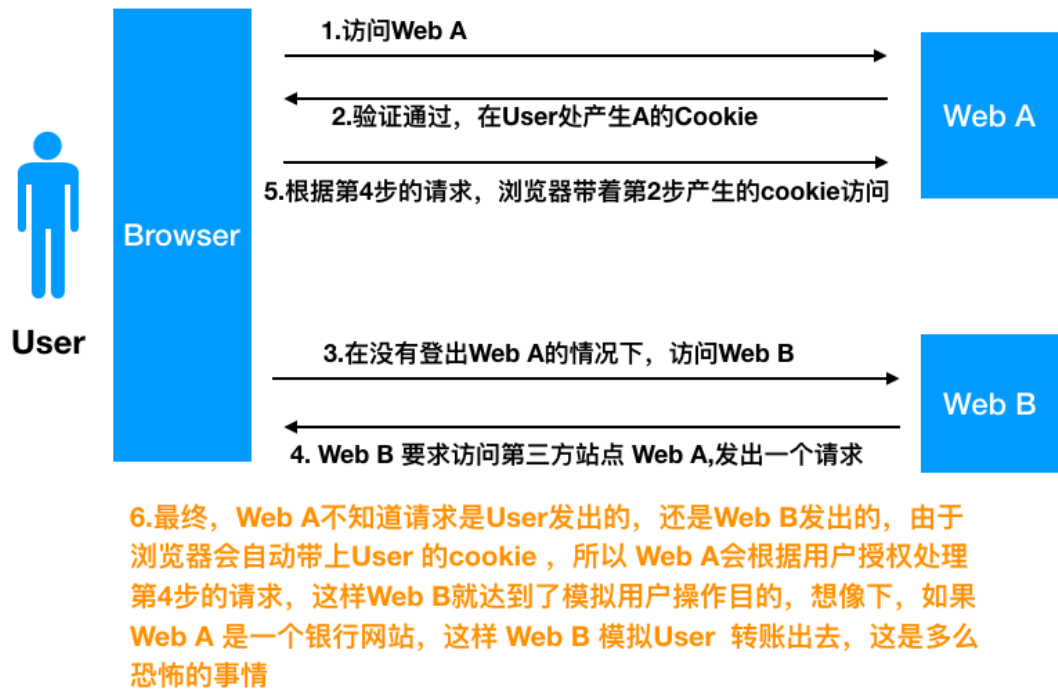 1.访问Web A
2.验证通过，在User处产生A的Cookie
Web A
5.根据第4步的请求，浏览器带着第2步产生的cookie访问
Browser
User
3.在没有登出Web A的情况下，访问Web B
Web B
4. Web B 要求访问第三方站点 Web A,发出一个请求
6.最终，Web A不知道请求是User发出的，还是Web B发出的，由于
浏览器会自动带上User 的cookie ，所以 Web A会根据用户授权处理
第4步的请求，这样Web B就达到了模拟用户操作目的，想像下，如果
Web A 是一个银行网站，这样 Web B 模拟User 转账出去，这是多么
恐怖的事情